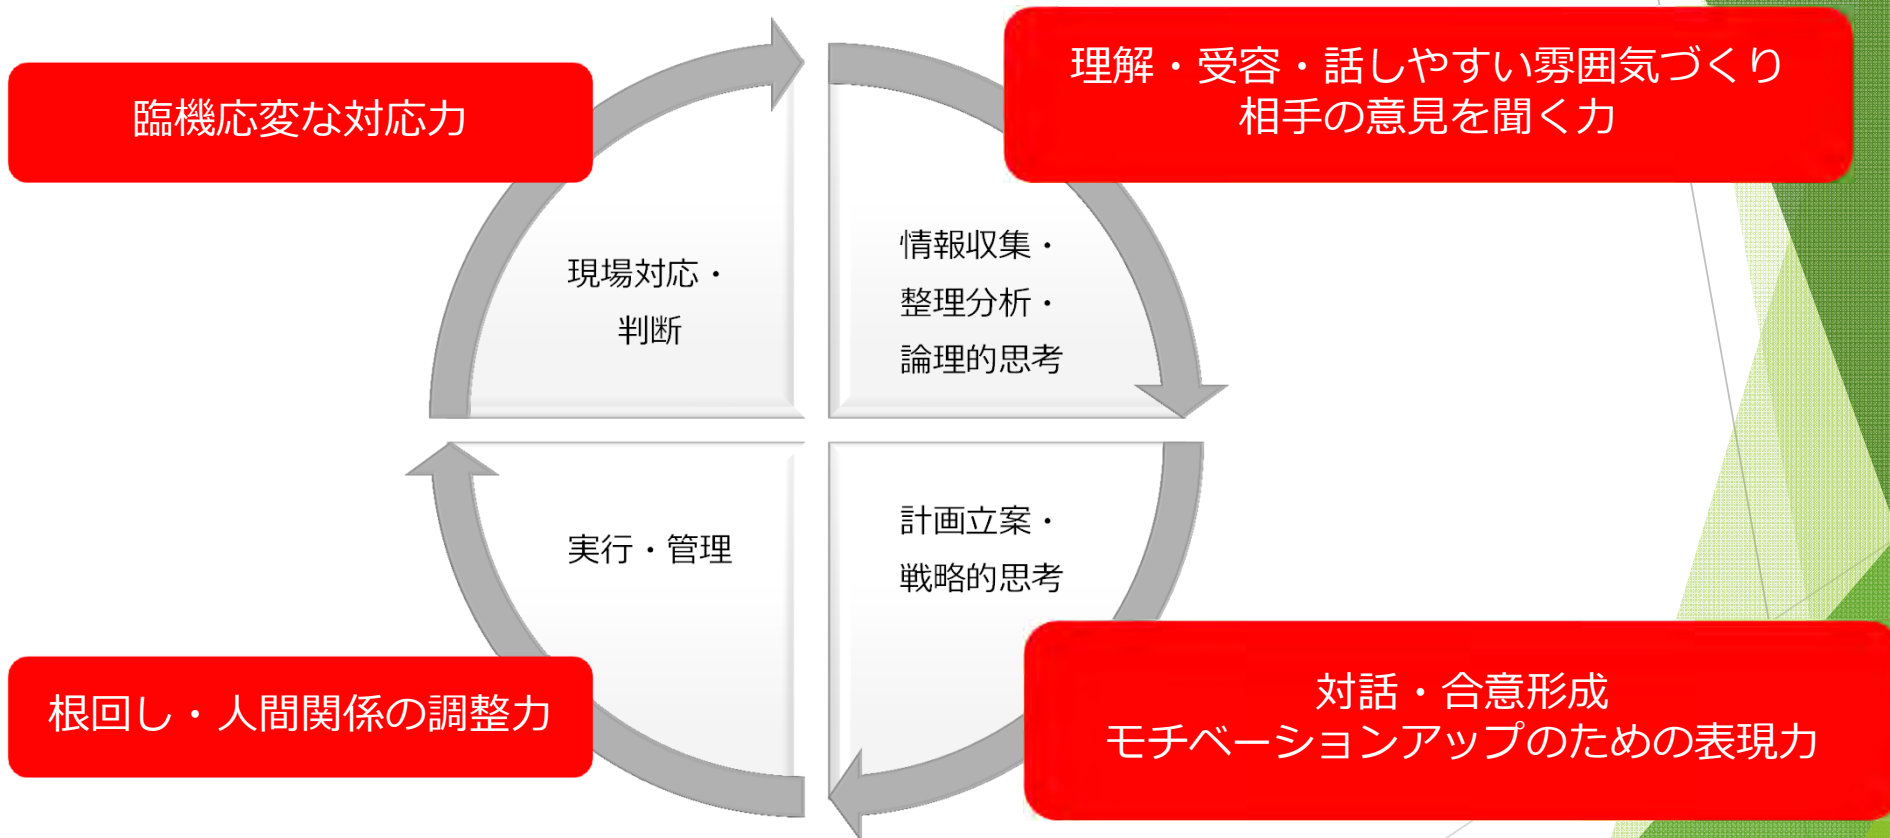 臨機応変な対応力
理解・受容・話しやすい雰囲気づくり
相手の意見を聞く力
現場対応・
判断
情報収集・
整理分析・
論理的思考
実行・管理
計画立案・
戦略的思考
根回し・人間関係の調整力
対話・合意形成
モチベーションアップのための表現力